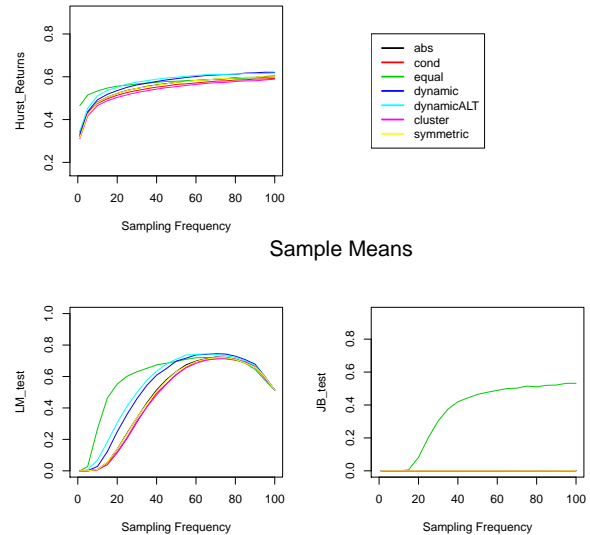 Hurst_Returns
0.8
0.6
0.4
0.2
0 20 40 60 80 100
Sampling Frequency
abs
cond
equal
dynamic
dynamicALT
cluster
symmetric
Sample Means
LM_test
1.0
0.8
0.6
0.4
0.2
0.0
0 20 40 60 80 100
Sampling Frequency
JB_test
0.8
0.6
0.4
0.2
0.0
0 20 40 60 80 100
Sampling Frequency